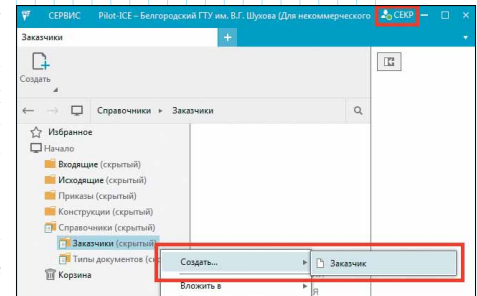 СЕРВИС Pilot-ICE – Белгородский ГТУ им. В.Г. Шухова (Для некоммерческого СЕКР
Заказчики
Создать
Справочники Заказчики
Избранное
Начало
Входящие (скрытый)
Исходящие (скрытый)
Приказы (скрытый)
Конструкции (скрытый)
Справочники (скрытый)
Заказчики (скрытый)
Типы документов
Создать... Заказчик
Корзина
Вложить в